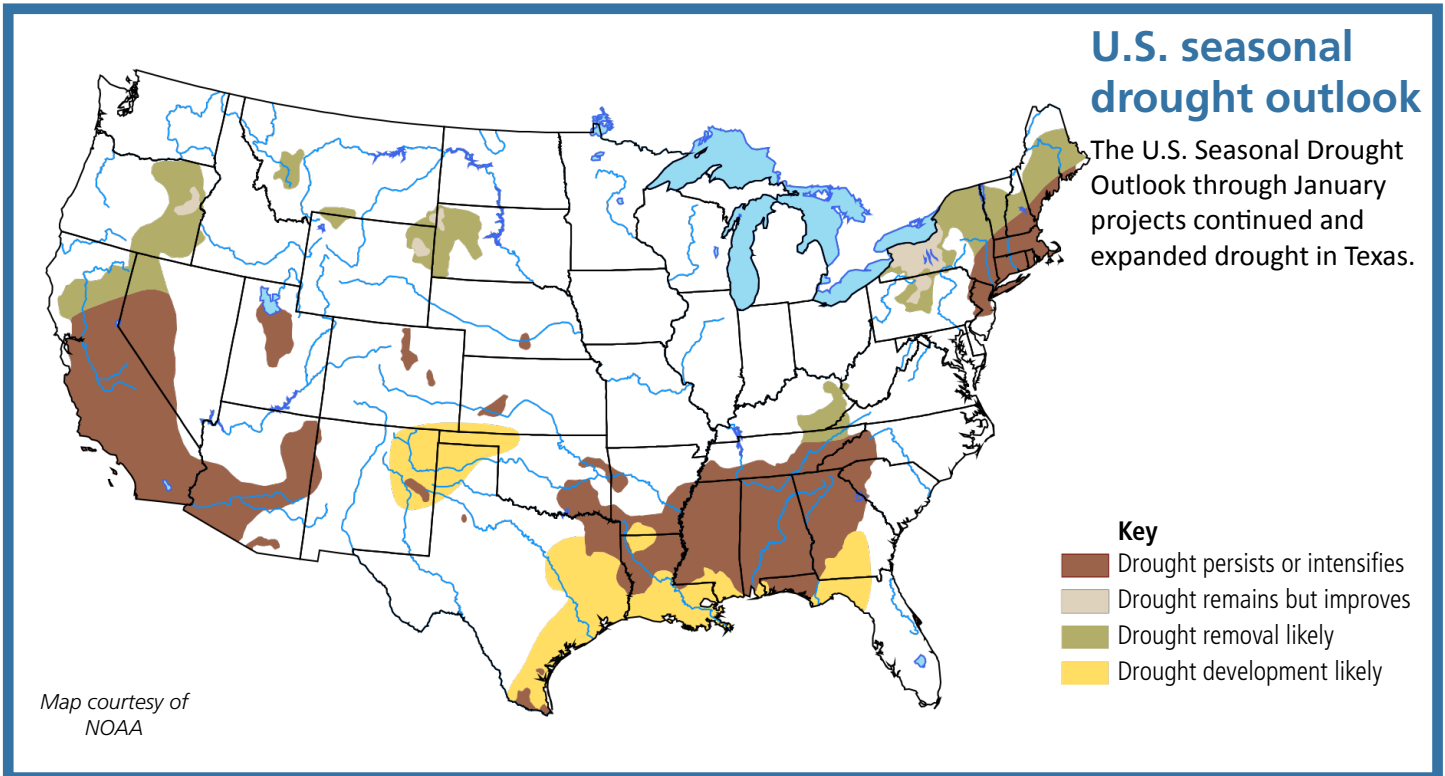 U.S. seasonal
drought outlook
The U.S. Seasonal Drought
Outlook through January
projects continued and
expanded drought in Texas.
Key
Drought persists or intensifies
Drought remains but improves
Drought removal likely
Drought development likely
Map courtesy of
NOAA